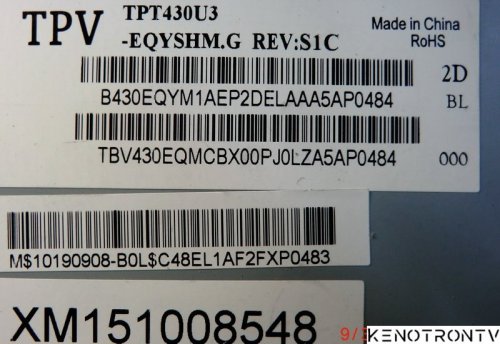 TPV TPT430U3
-EQYSHM.G REV:S1C
Made in China
RoHS
2D
B430EQYM1AEP2DELAAA5AP0484 BL
TBV430EQMCBX00PJ0LZA5AP0484 000
M$10190908-B0L$C48EL1AF2FXP0483
XM151008548
KENOTRONTV